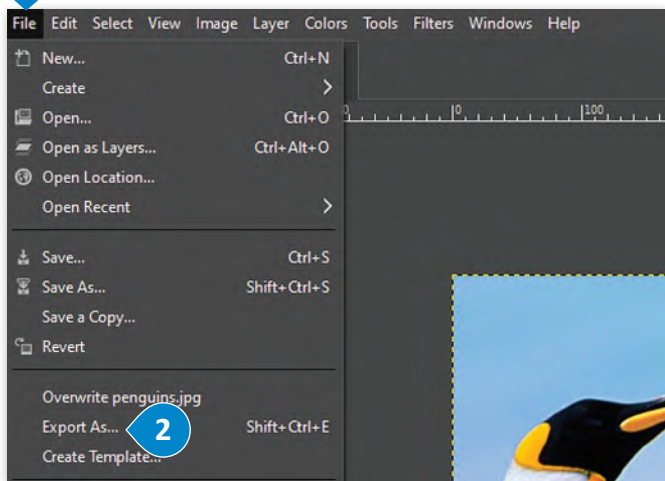 File Edit Select View Image Layer Colors Tools Filters Windows Help
New... Ctrl+N
Create >
Open... Ctrl+O
Open as Layers... Ctrl+Alt+O
Open Location...
Open Recent >
0 100
Save... Ctrl+S
Save As... Shift+Ctrl+S
Save a Copy...
Revert
Overwrite penguins.jpg
Export As... 2 Shift+Ctrl+E
Create Template...